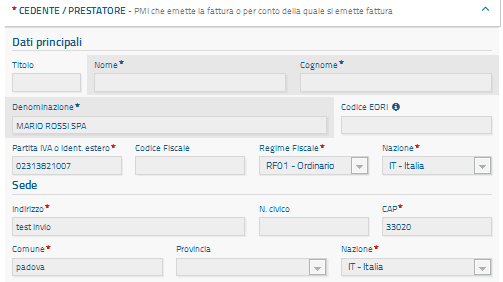 * CEDENTE / PRESTATORE - PMI che emette la fattura o per conto della quale si emette fattura
Dati principali
Titolo Nome* Cognome*
Denominazione* Codice EORI
MARIO ROSSI SPA
Partita IVA o Ident. estero* Codice Fiscale Regime Fiscale* Nazione*
02313821007 RF01 - Ordinario IT - Italia
Sede
Indirizzo* N. civico CAP*
test invio 33020
Comune* Provincia Nazione*
padova IT - Italia